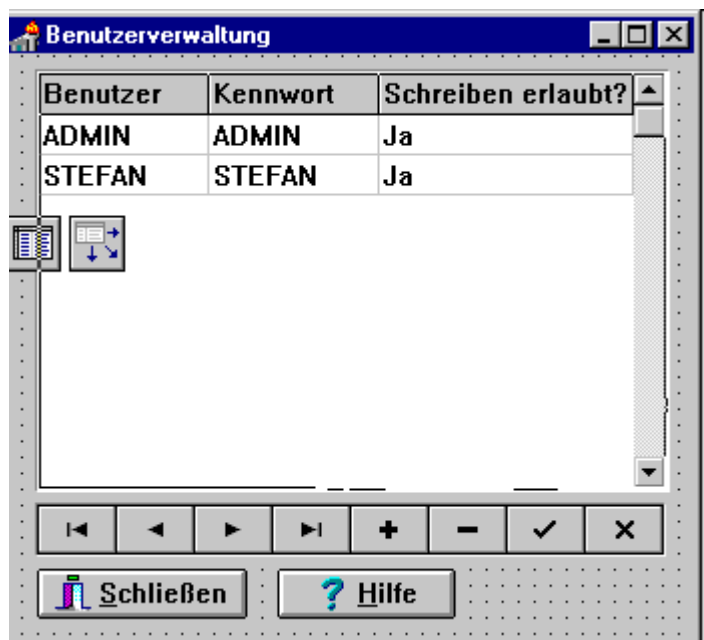 Benutzerverwaltung
Benutzer Kennwort Schreiben erlaubt?
ADMIN ADMIN Ja
STEFAN STEFAN Ja
Schließen Hilfe